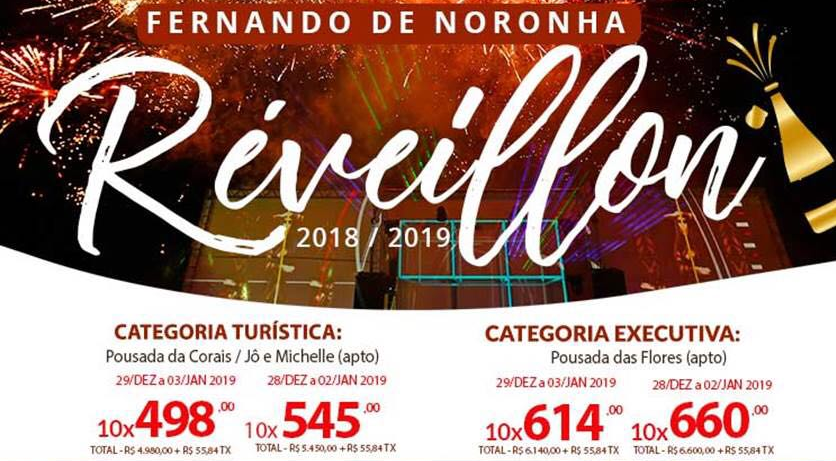 FERNANDO DE NORONHA
Réveillon
2018 / 2019
CATEGORIA TURÍSTICA:
Pousada da Corais / Jô e Michelle (apto)
29/DEZ a 03/JAN 2019
28/DEZ a 02/JAN 2019
10x498,00
10x545,00
TOTAL - R$ 4.980,00 + R$ 55,84 TX
TOTAL - R$ 5.450,00 + R$ 55,84 TX
CATEGORIA EXECUTIVA:
Pousada das Flores (apto)
29/DEZ a 03/JAN 2019
28/DEZ a 02/JAN 2019
10x614,00
10x660,00
TOTAL - R$ 6.140,00 + R$ 55,84 TX
TOTAL - R$ 6.600,00 + R$ 55,84 TX